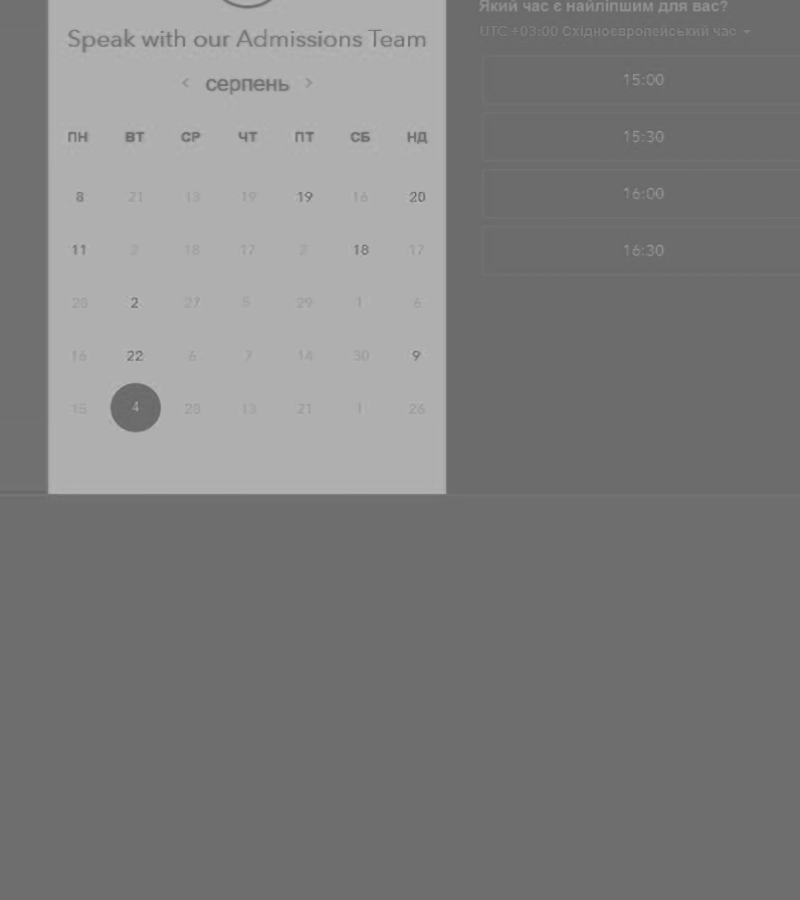 Speak with our Admissions Team
серпень
ПН ВТ СР ЧТ ПТ СБ НД
8 21 13 19 19 16 20
11 2 18 17 2 18 17
28 2 27 5 29 1 6
16 22 6 7 14 30 9
15 4 28 13 21 1 26
Який час є найліпшим для вас?
UTC +03:00 Східноєвропейський час
15:00
15:30
16:00
16:30